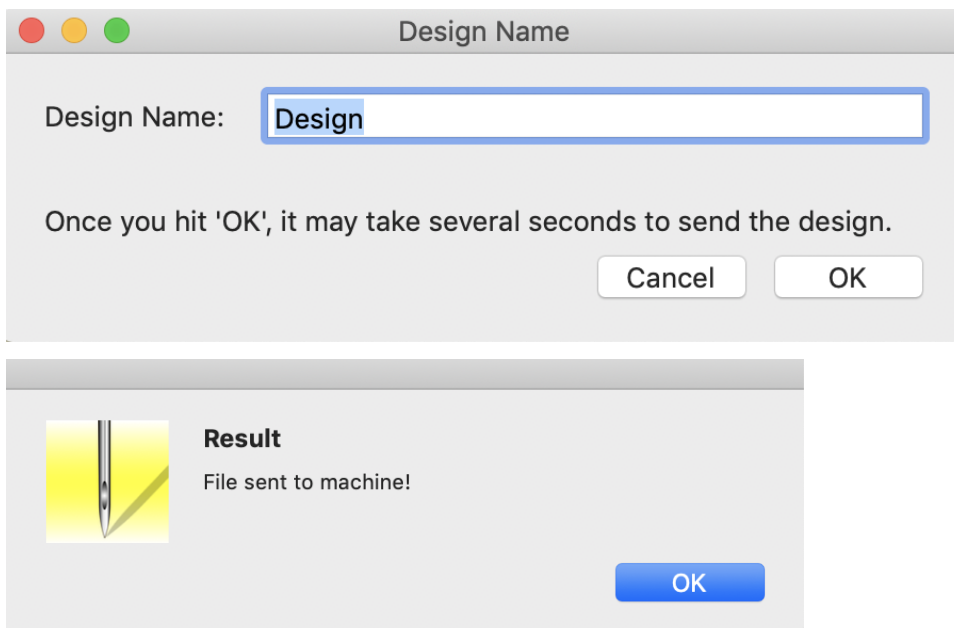 Design Name
Design Name: Design
Once you hit 'OK', it may take several seconds to send the design.
Cancel OK
Result
File sent to machine!
OK